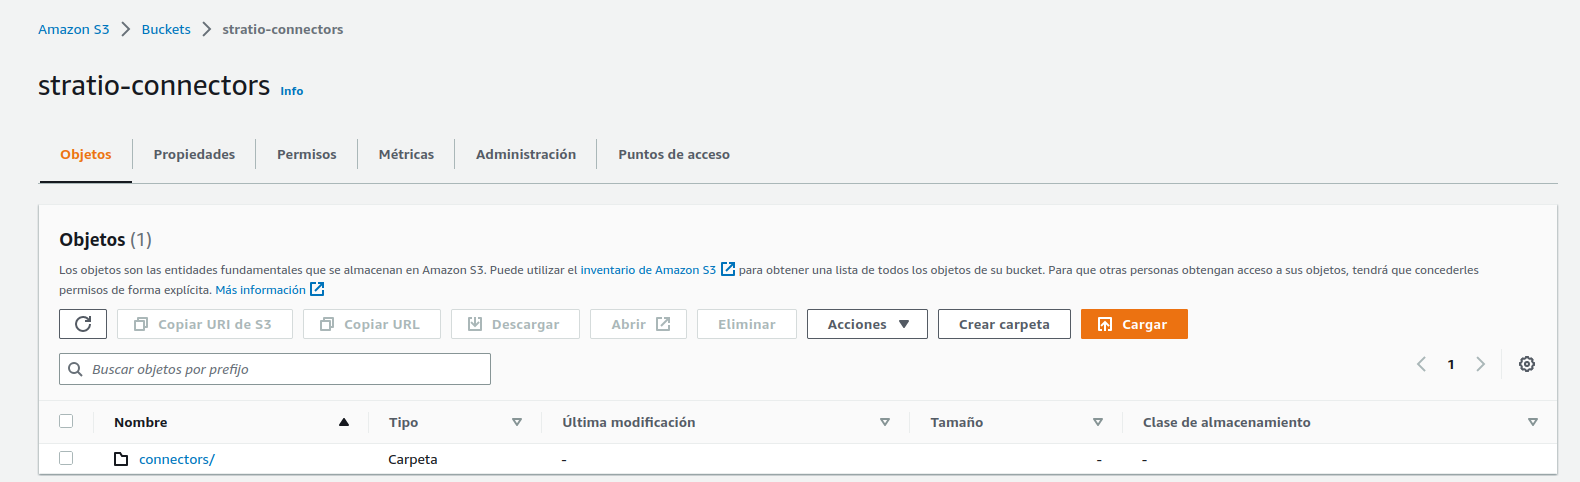 Amazon S3 > Buckets > stratio-connectors
stratio-connectors Info
Objetos Propiedades Permisos Métricas Administración Puntos de acceso
Objetos (1)
Los objetos son las entidades fundamentales que se almacenan en Amazon S3. Puede utilizar el inventario de Amazon S3 para obtener una lista de todos los objetos de su bucket. Para que otras personas obtengan acceso a sus objetos, tendrá que concederles
permisos de forma explícita. Más información
Copiar URI de S3 Copiar URL Descargar Abrir Eliminar Acciones Crear carpeta Cargar
Buscar objetos por prefijo 1
Nombre Tipo Última modificación Tamaño Clase de almacenamiento
connectors/ Carpeta - - -